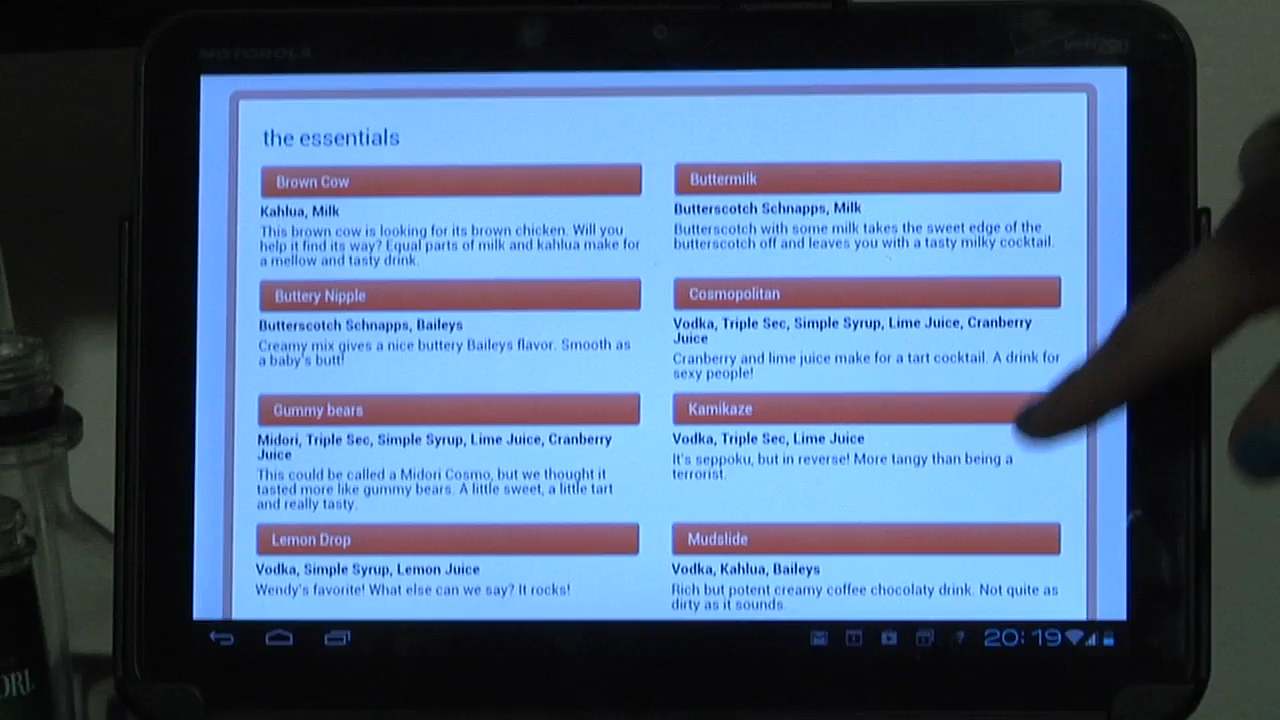 MOTOROLA
the essentials
Brown Cow
Kahlua, Milk
This brown cow is looking for its brown chicken. Will you
help it find its way? Equal parts of milk and kahlua make for
a mellow and tasty drink.
Buttermilk
Butterscotch Schnapps, Milk
Butterscotch with some milk takes the sweet edge of the
butterscotch off and leaves you with a tasty milky cocktail.
Buttery Nipple
Butterscotch Schnapps, Baileys
Creamy mix gives a nice buttery Baileys flavor. Smooth as
a baby's butt!
Cosmopolitan
Vodka, Triple Sec, Simple Syrup, Lime Juice, Cranberry
Juice
Cranberry and lime juice make for a tart cocktail. A drink for
sexy people!
Gummy bears
Midori, Triple Sec, Simple Syrup, Lime Juice, Cranberry
Juice
This could be called a Midori Cosmo, but we thought it
tasted more like gummy bears. A little sweet, a little tart
and really tasty.
Kamikaze
Vodka, Triple Sec, Lime Juice
It's seppoku, but in reverse! More tangy than being a
terrorist.
Lemon Drop
Vodka, Simple Syrup, Lemon Juice
Wendy's favorite! What else can we say? It rocks!
Mudslide
Vodka, Kahlua, Baileys
Rich but potent creamy coffee chocolaty drink. Not quite as
dirty as it sounds.
20:19